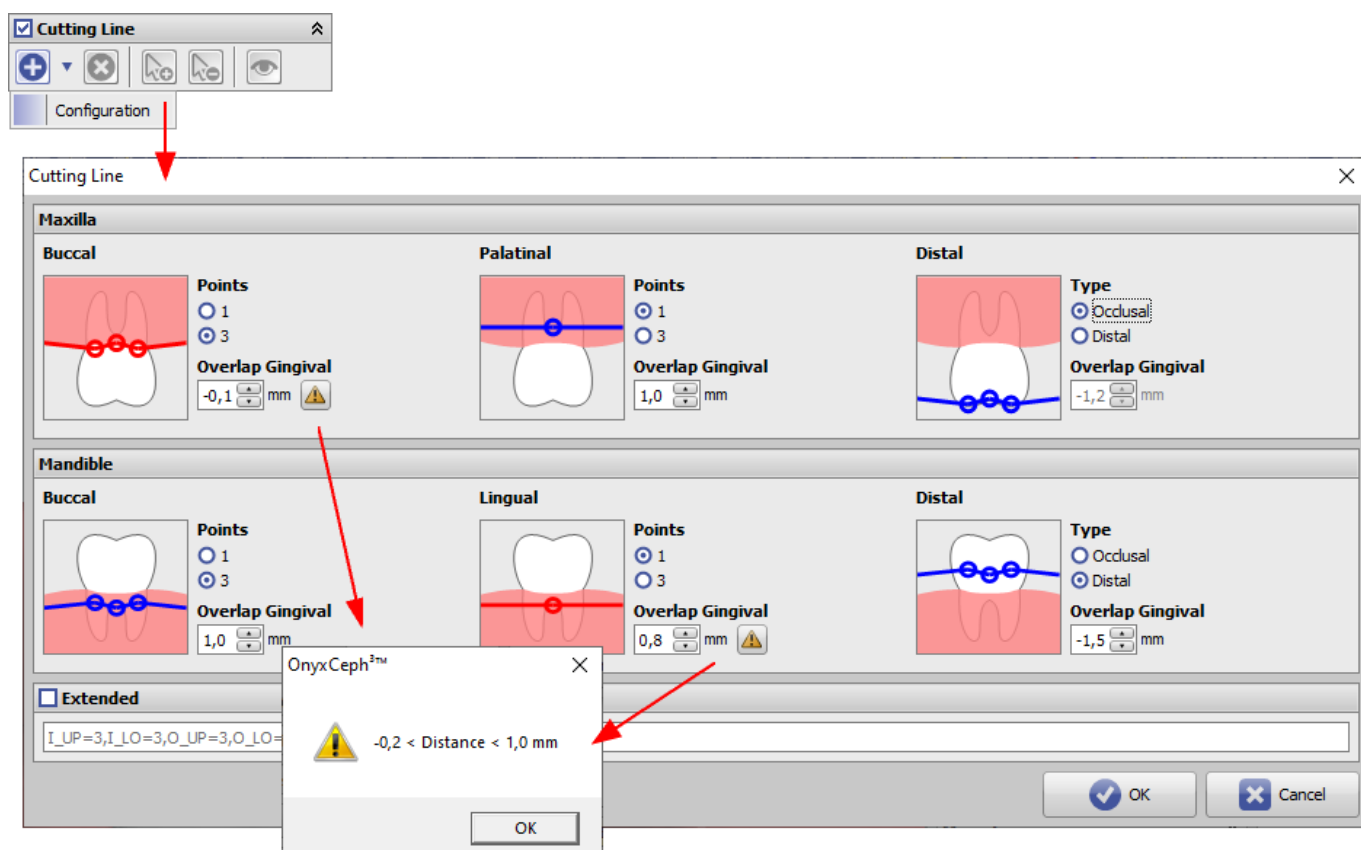 Cutting Line
Configuration
Cutting Line
Maxilla
Buccal
Points
1
3
Overlap Gingival
-0,1 mm
Palatinal
Points
1
3
Overlap Gingival
1,0 mm
Distal
Type
Occlusal
Distal
Overlap Gingival
-1,2 mm
Mandible
Buccal
Points
1
3
Overlap Gingival
1,0 mm
Lingual
Points
1
3
Overlap Gingival
0,8 mm
Distal
Type
Occlusal
Distal
Overlap Gingival
-1,5 mm
Extended
I_UP=3,I_LO=3,O_UP=3,O_LO=
OnyxCeph³™
-0,2 < Distance < 1,0 mm
OK
OK
Cancel